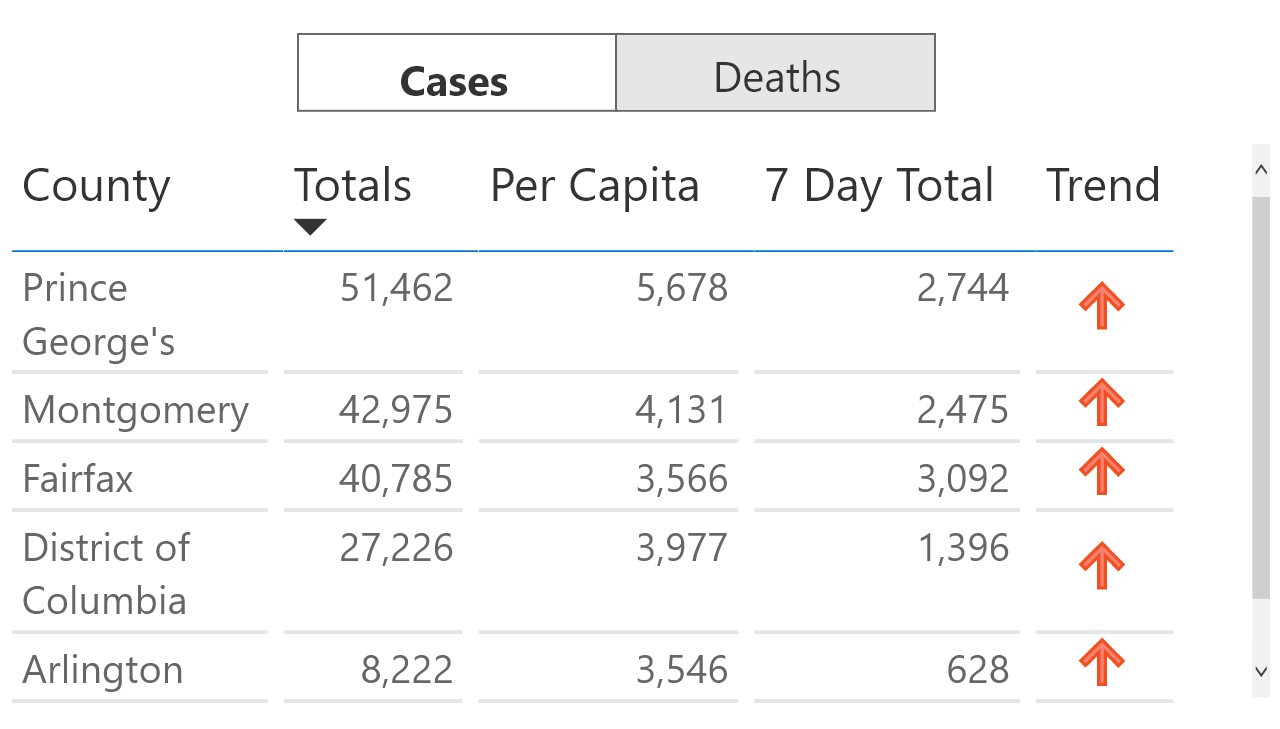 Cases Deaths
County Totals Per Capita 7 Day Total Trend
Prince 51,462 5,678 2,744
George's
Montgomery 42,975 4,131 2,475
Fairfax 40,785 3,566 3,092
District of 27,226 3,977 1,396
Columbia
Arlington 8,222 3,546 628